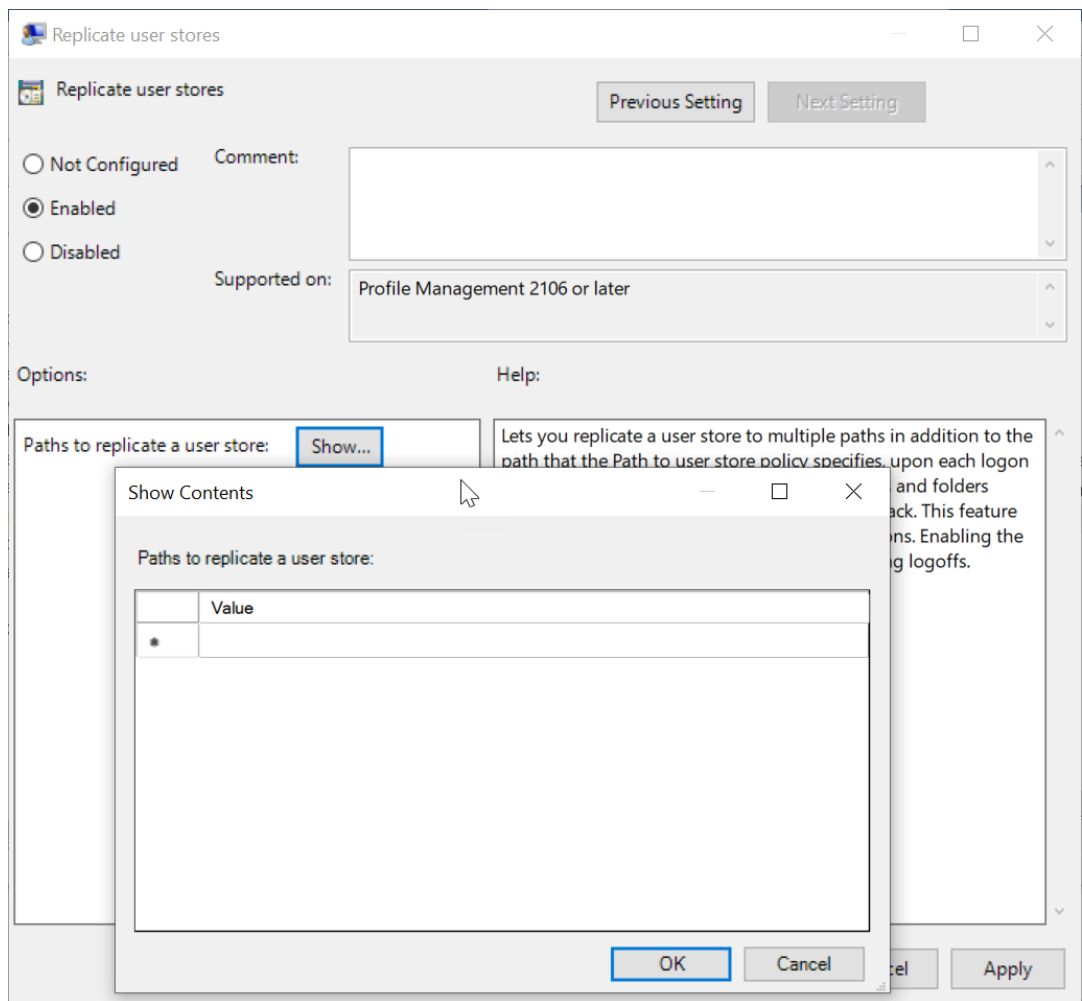 Replicate user stores
Replicate user stores
Previous Setting
Next Setting
Not Configured
Comment:
Enabled
Disabled
Supported on:
Profile Management 2106 or later
Options:
Help:
Paths to replicate a user store:
Show...
Lets you replicate a user store to multiple paths in addition to the
path that the Path to user store policy specifies, upon each logon
and folders
ack. This feature
ns. Enabling the
g logoffs.
Show Contents
Paths to replicate a user store:
Value
OK
Cancel
el
Apply